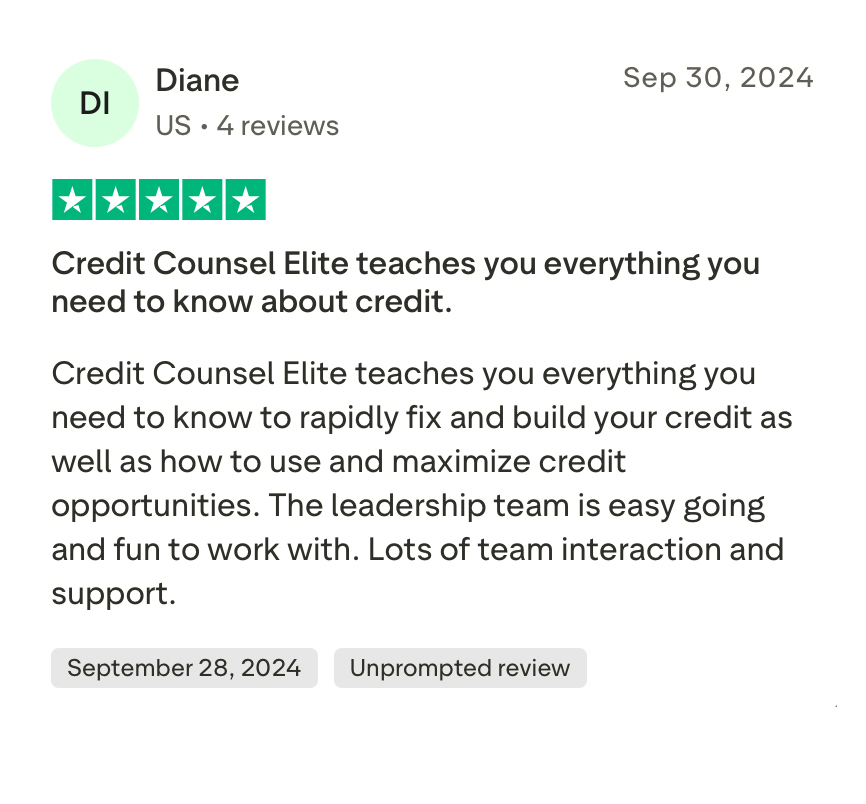 DI
Diane
Sep 30, 2024
US • 4 reviews
Credit Counsel Elite teaches you everything you
need to know about credit.
Credit Counsel Elite teaches you everything you
need to know to rapidly fix and build your credit as
well as how to use and maximize credit
opportunities. The leadership team is easy going
and fun to work with. Lots of team interaction and
support.
September 28, 2024
Unprompted review